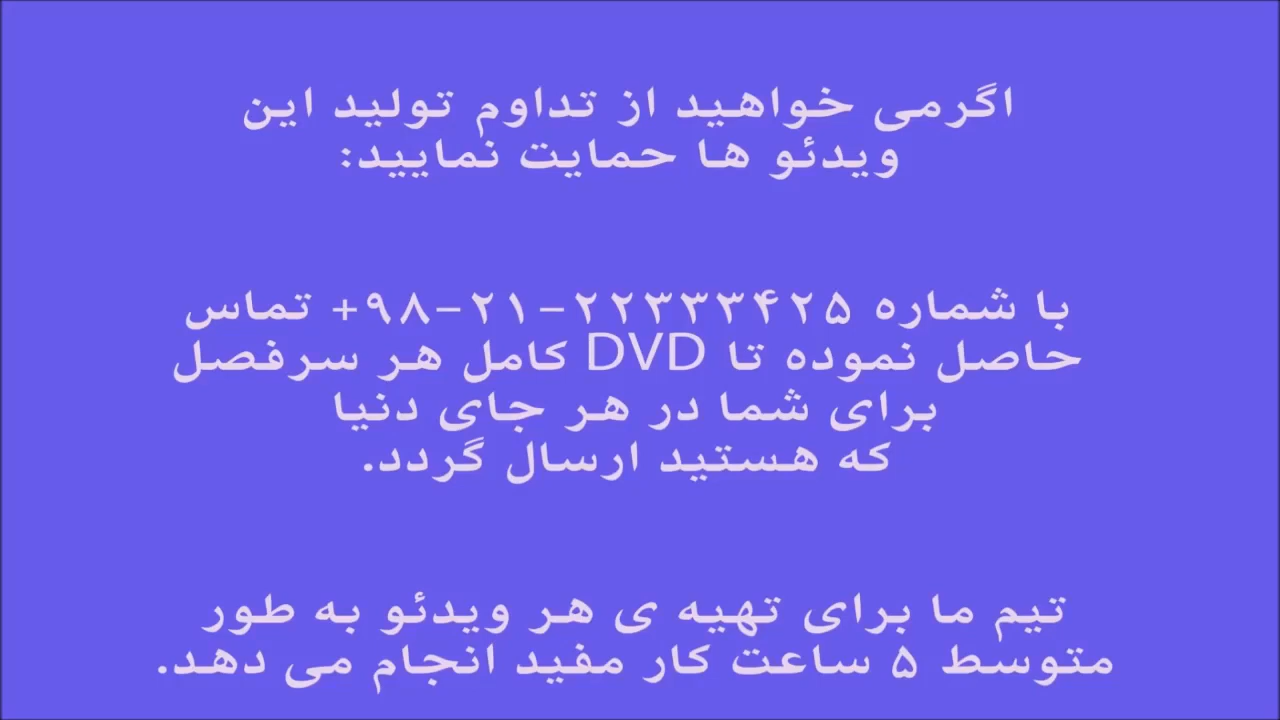 اگرمی خواهید از تداوم تولید این
ویدئو ها حمایت نمایید:
با شماره ۲۲۳۳۳۴۲۵-۲۱-۹۸+ تماس
حاصل نموده تا DVD کامل هر سرفصل
برای شما در هر جای دنیا
که هستید ارسال گردد.
تیم ما برای تهیه ی هر ویدئو به طور
متوسط ۵ ساعت کار مفید انجام می دهد.